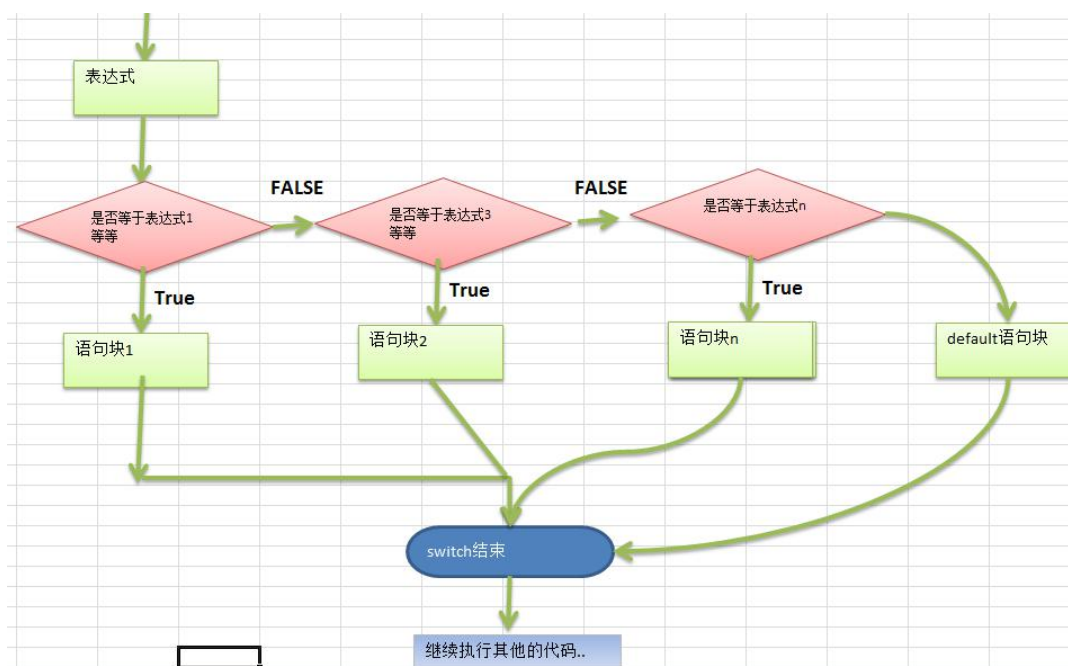 表达式
FALSE
FALSE
是否等于表达式1
等等
是否等于表达式3
等等
是否等于表达式n
True
True
True
语句块1
语句块2
语句块n
default语句块
switch结束
继续执行其他的代码..